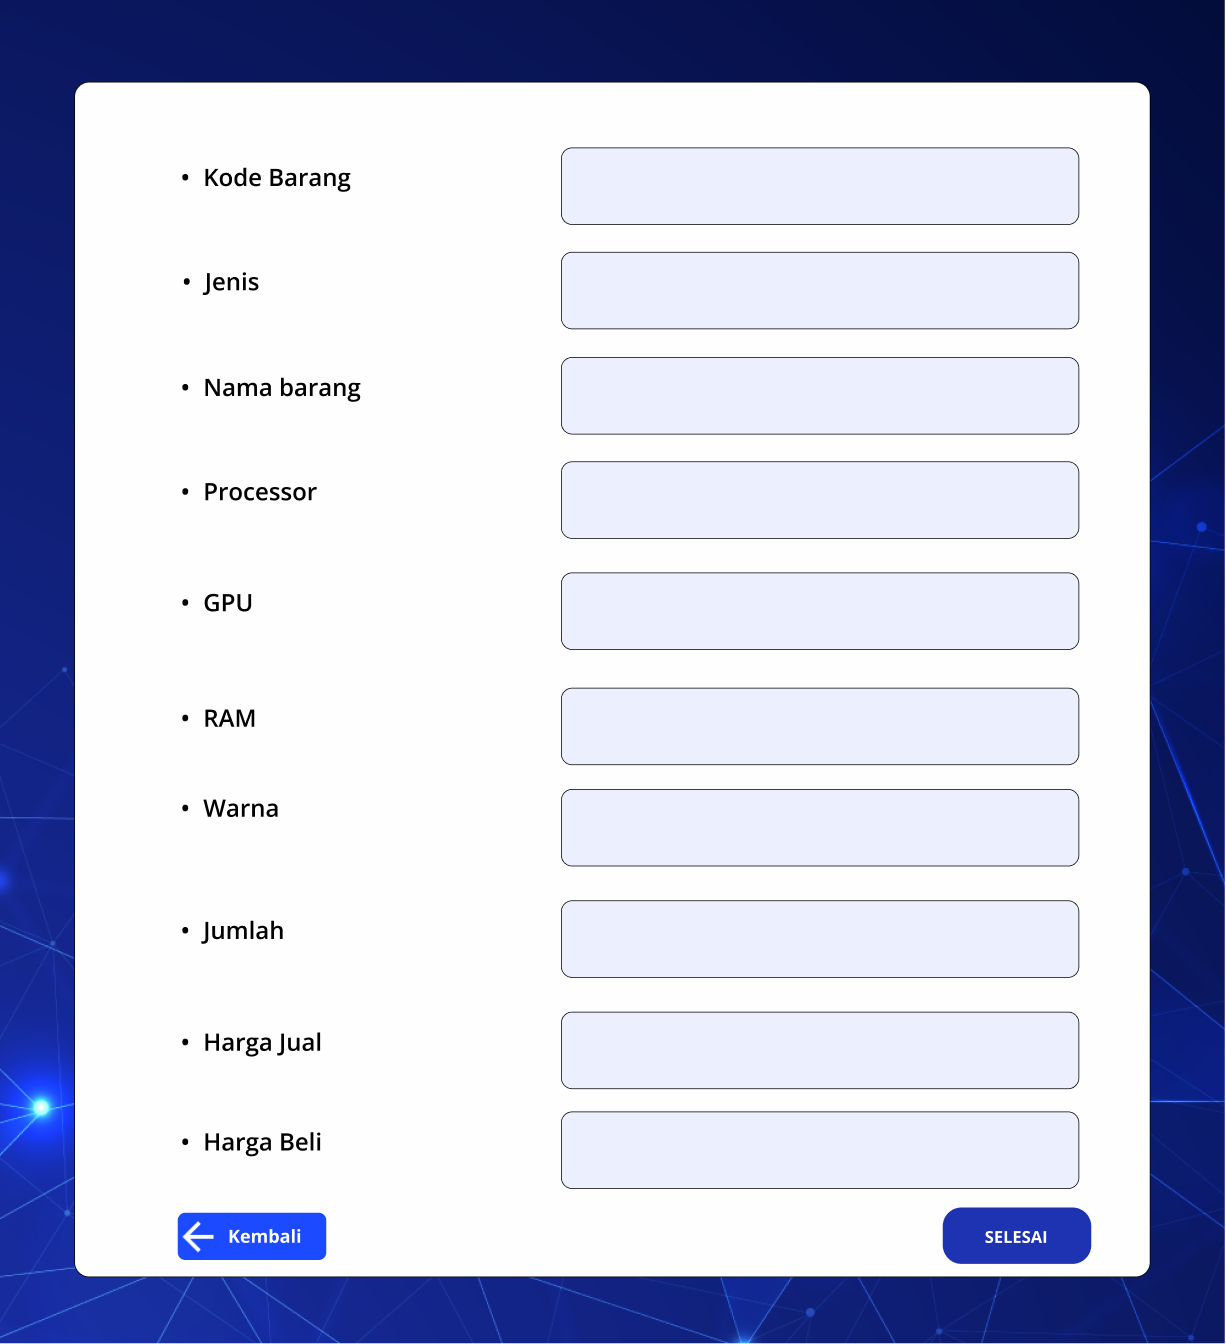 • Kode Barang
• Jenis
• Nama barang
• Processor
• GPU
• RAM
• Warna
• Jumlah
• Harga Jual
• Harga Beli
Kembali
SELESAI